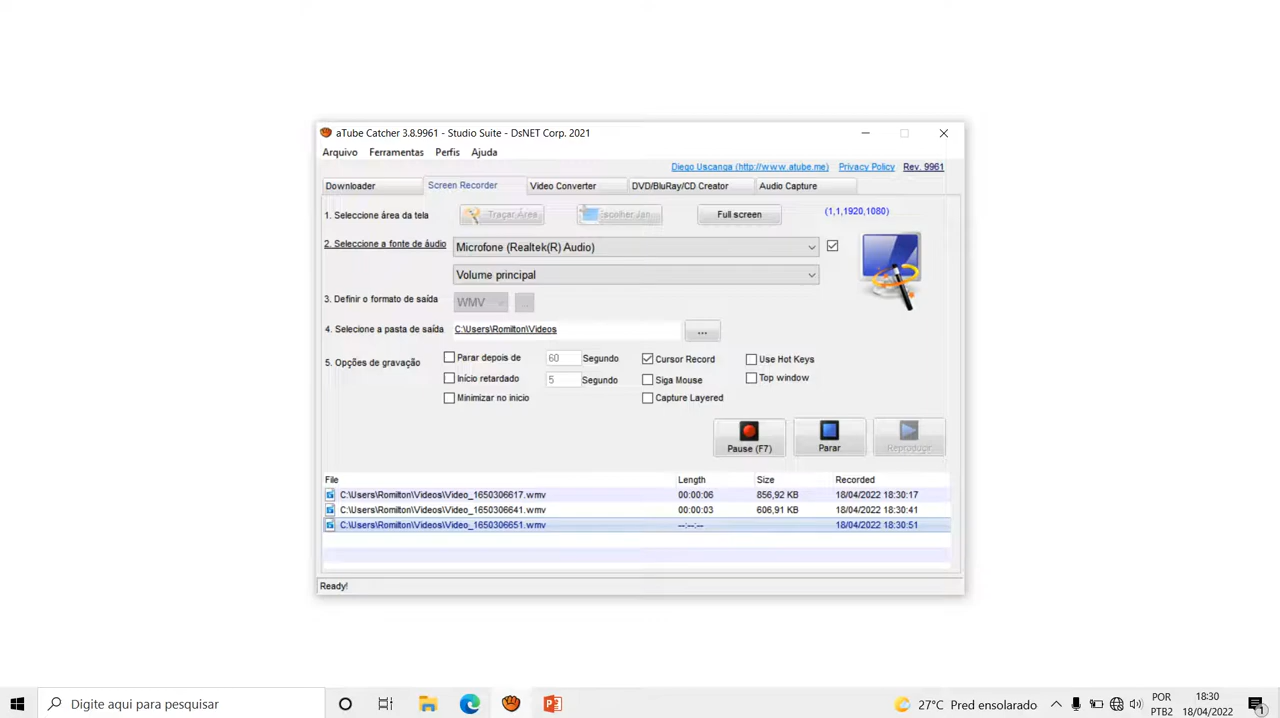 aTube Catcher 3.8.9961 - Studio Suite - DsNET Corp. 2021
Arquivo Ferramentas Perfis Ajuda
Diego Uscanga (http://www.atube.me) Privacy Policy Rev. 9961
Downloader Screen Recorder Video Converter DVD/BluRay/CD Creator Audio Capture
1. Seleccione área da tela Traçar Área Escolher Jan Full screen (1,1,1920,1080)
2. Seleccione a fonte de áudio Microfone (Realtek(R) Audio)
Volume principal
3. Definir o formato de saída WMV ...
4. Selecione a pasta de saída C:\Users\Romilton\Videos ...
5. Opções de gravação Parar depois de 60 Segundo Cursor Record Use Hot Keys
Início retardado 5 Segundo Siga Mouse Top window
Minimizar no inicio Capture Layered
Pause (F7) Parar Reproduzir
File Length Size Recorded
C:\Users\Romilton\Videos\Video_1650306617.wmv 00:00:06 856,92 KB 18/04/2022 18:30:17
C:\Users\Romilton\Videos\Video_1650306641.wmv 00:00:03 606,91 KB 18/04/2022 18:30:41
C:\Users\Romilton\Videos\Video_1650306651.wmv --:--:-- 18/04/2022 18:30:51
Ready!
Digite aqui para pesquisar 27°C Pred ensolarado POR PTB2 18:30 18/04/2022 1